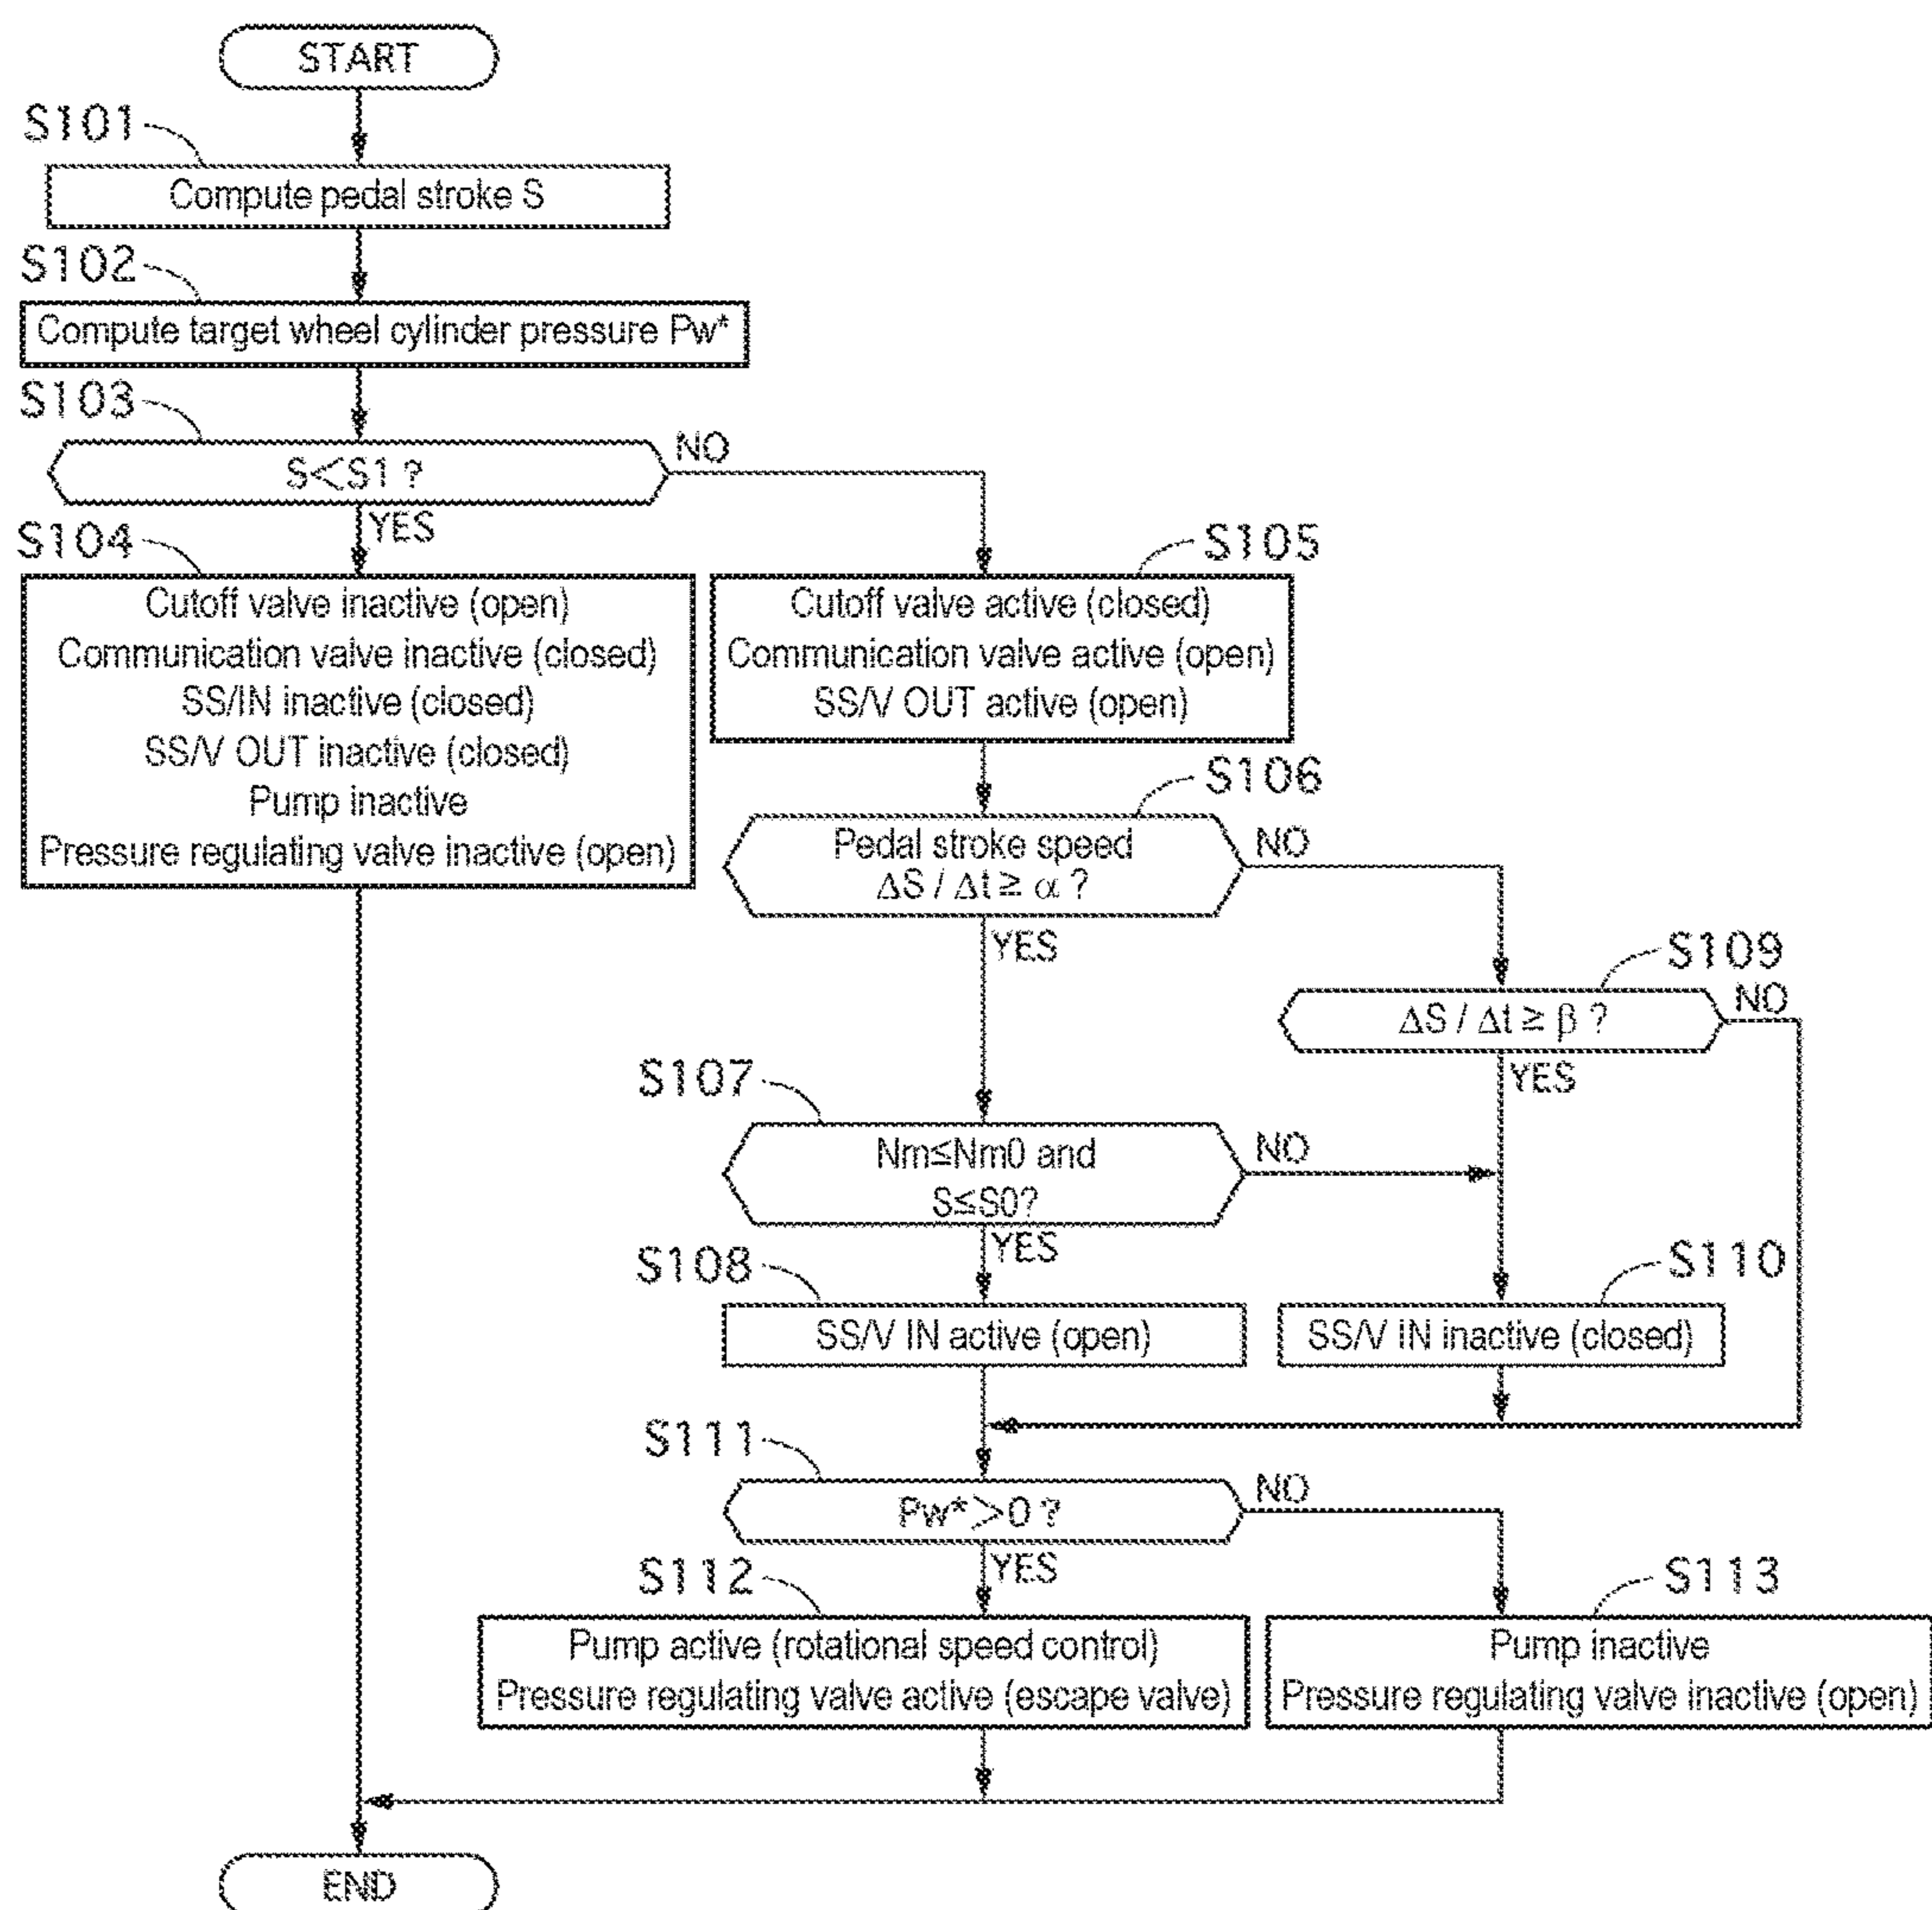 START
S101
Compute pedal stroke S
S102
Compute target wheel cylinder pressure Pw*
S103
S<S1 ?
NO
YES
S104
Cutoff valve inactive (open)
Communication valve inactive (closed)
SS/IN inactive (closed)
SS/V OUT inactive (closed)
Pump inactive
Pressure regulating valve inactive (open)
S105
Cutoff valve active (closed)
Communication valve active (open)
SS/V OUT active (open)
S106
Pedal stroke speed
ΔS / Δt ≥ α ?
NO
YES
S109
ΔS / Δt ≥ β ?
NO
YES
S107
Nm≤Nm0 and
S≤S0?
NO
YES
S108
SS/V IN active (open)
S110
SS/V IN inactive (closed)
S111
Pw*>0 ?
NO
YES
S112
Pump active (rotational speed control)
Pressure regulating valve active (escape valve)
S113
Pump inactive
Pressure regulating valve inactive (open)
END